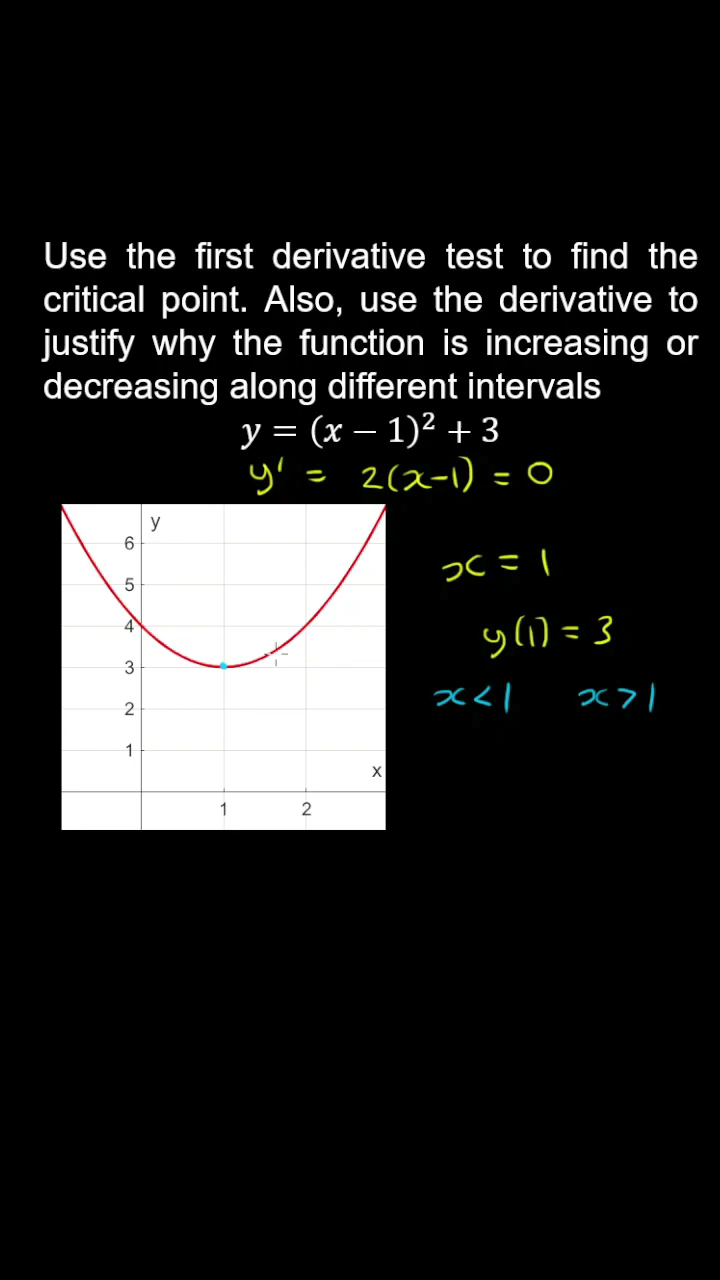 Use the first derivative test to find the
critical point. Also, use the derivative to
justify why the function is increasing or
decreasing along different intervals
y = (x − 1)² + 3
y' = 2(x-1) = 0
y
6
5
4
3
2
1
x
1 2
x = 1
y(1) = 3
x < 1 x > 1